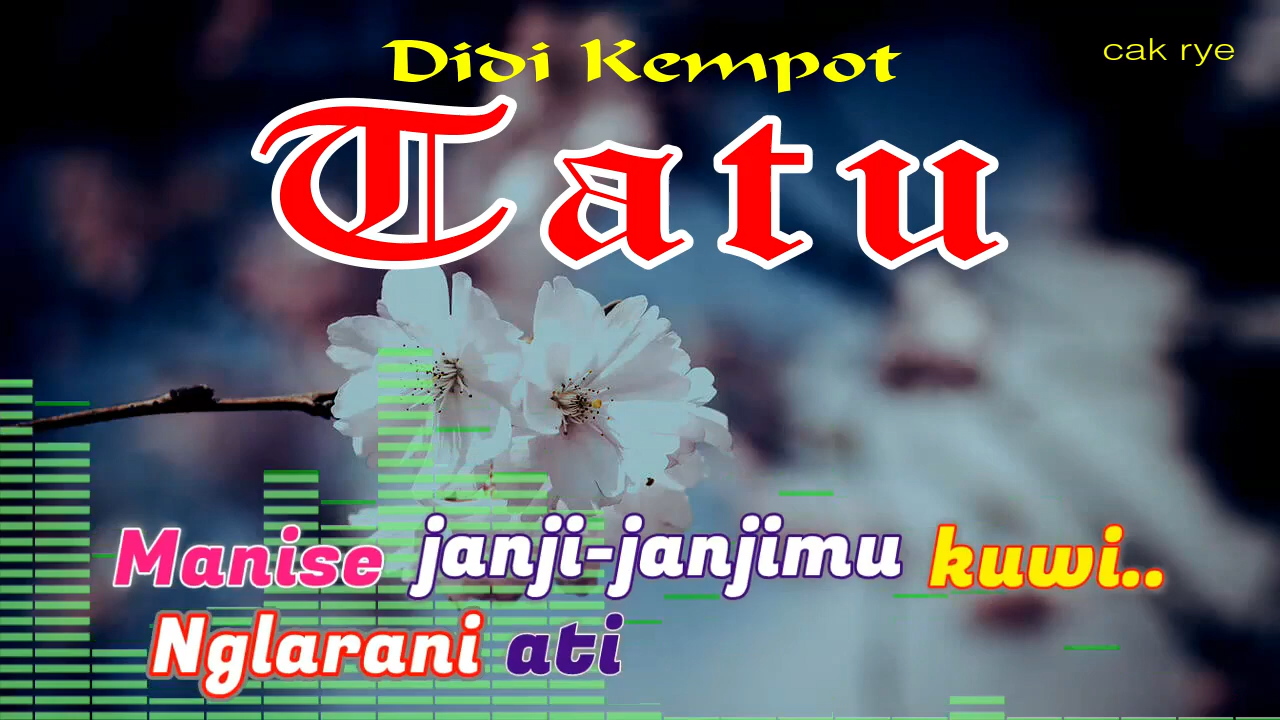 Didi Kempot
cak rye
Tatu
Manise janji-janjimu kuwi..
Nglarani ati